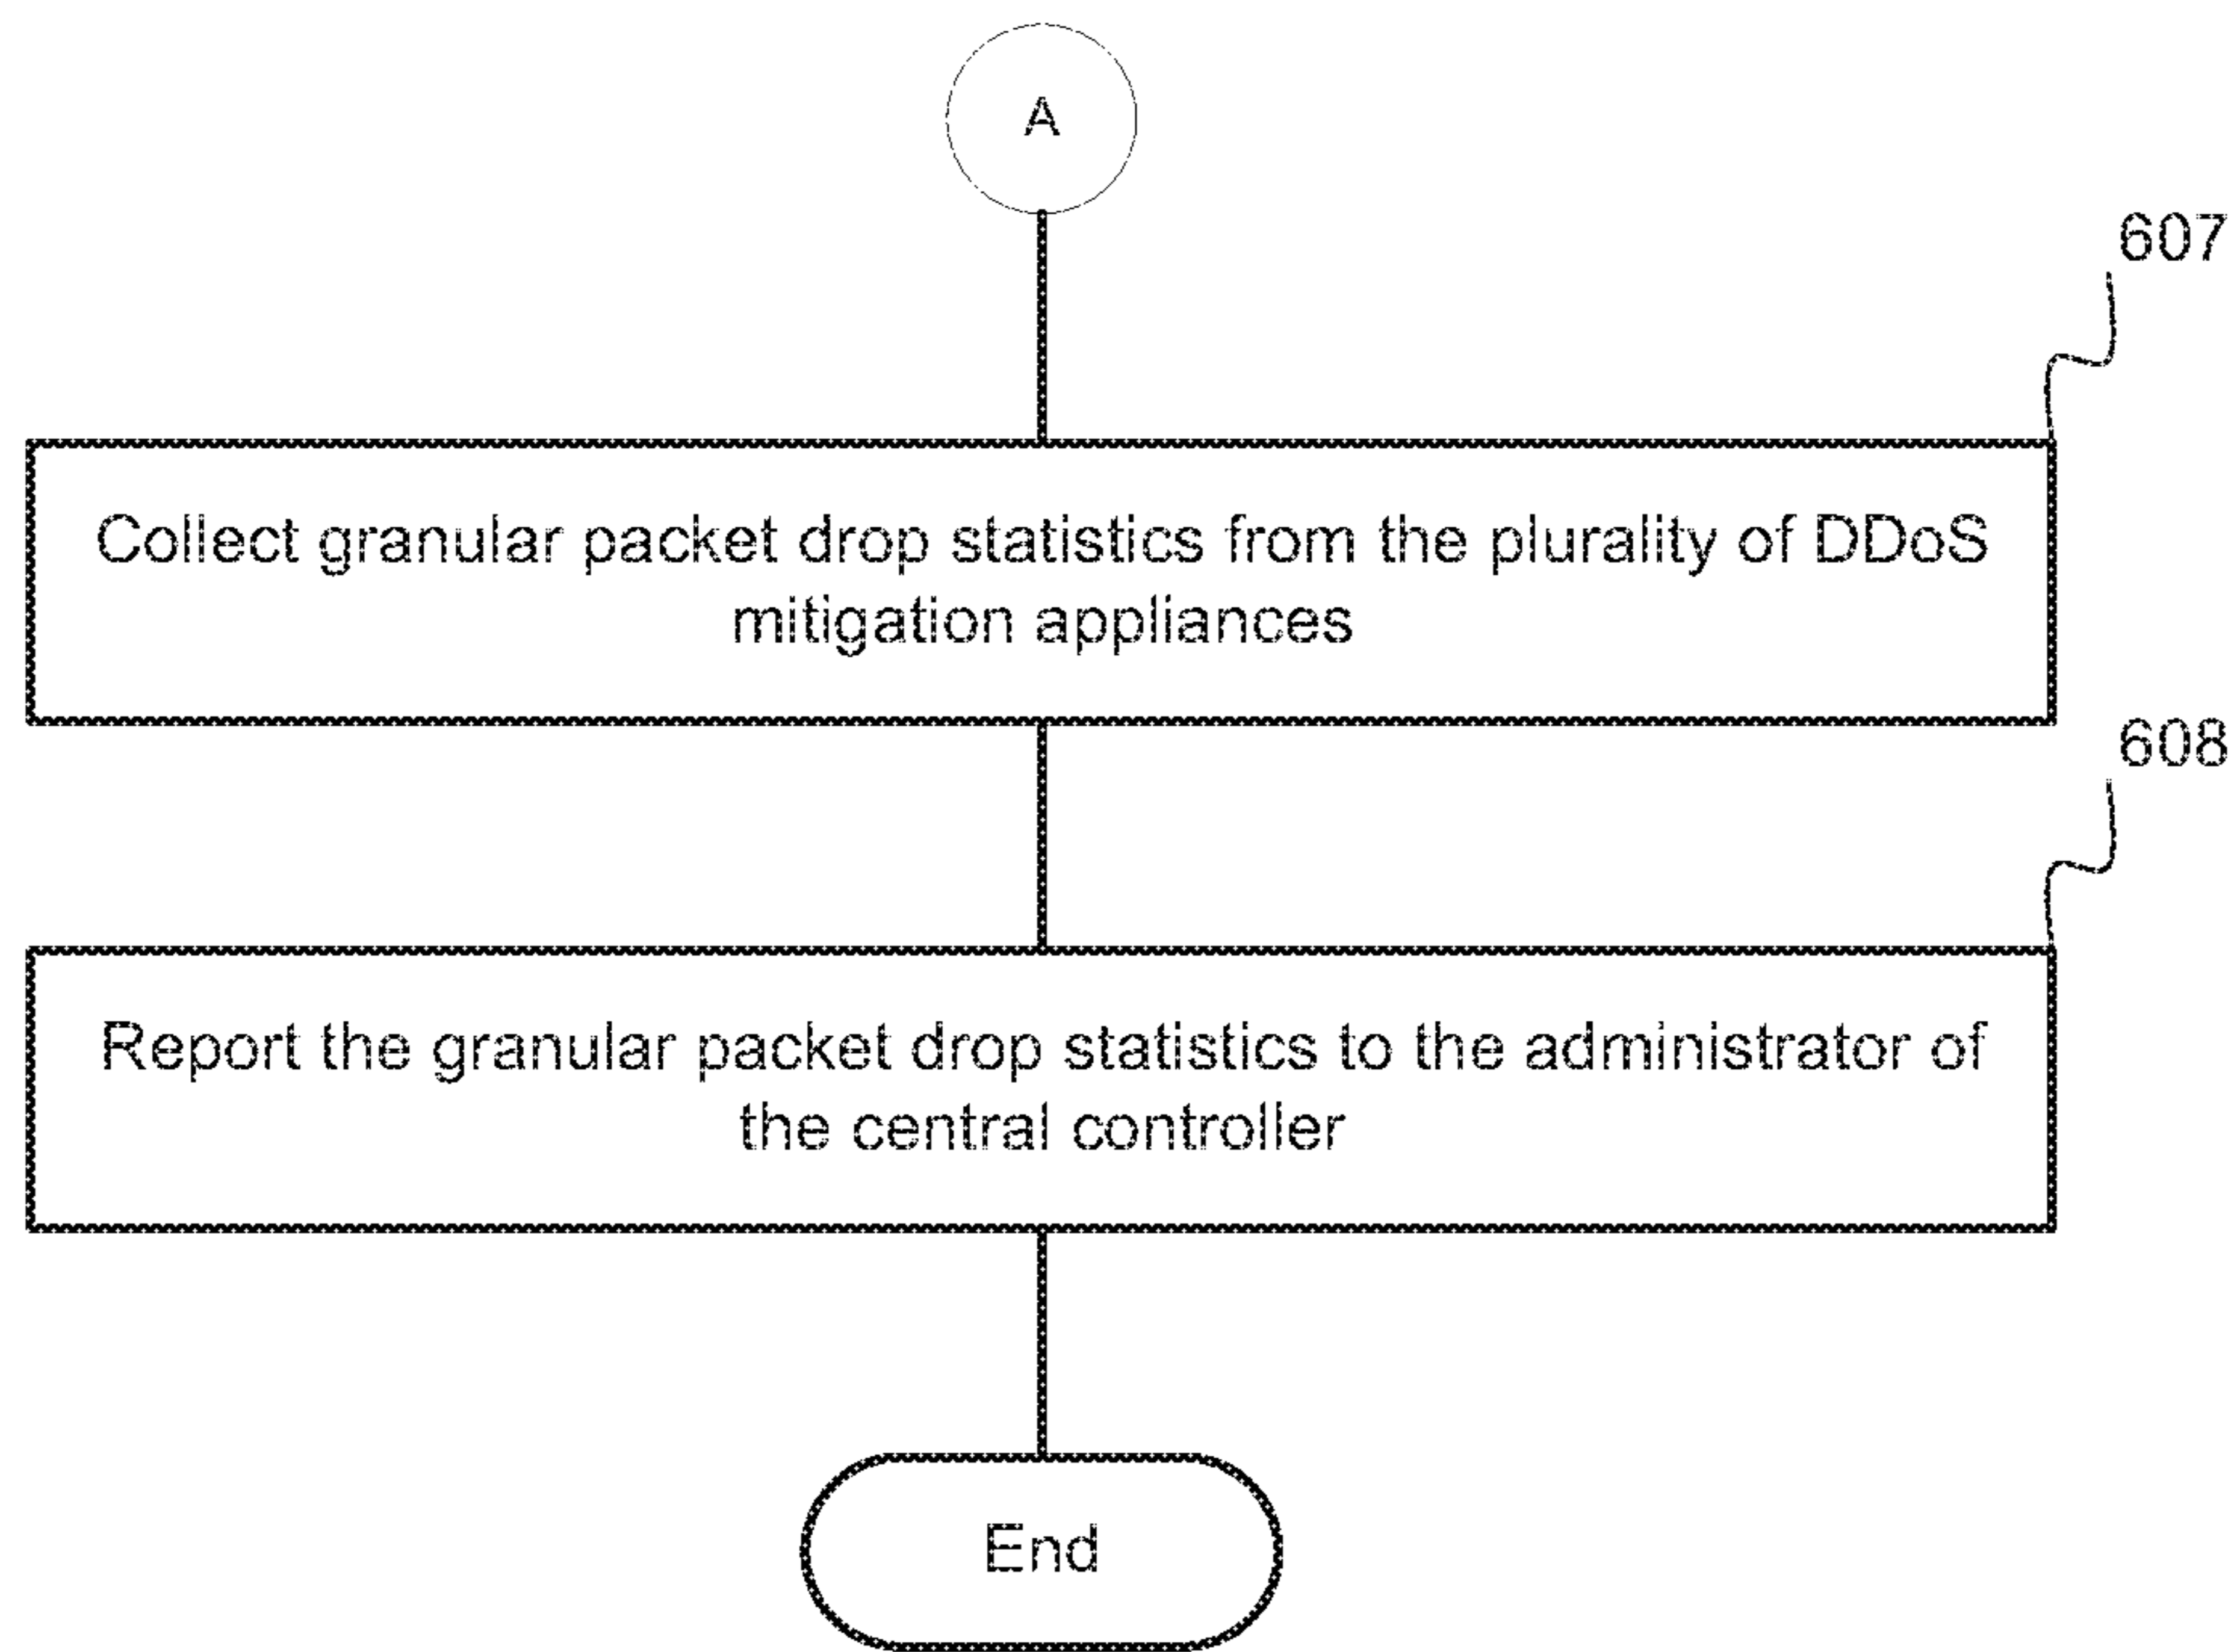 A
607
Collect granular packet drop statistics from the plurality of DDoS
mitigation appliances
608
Report the granular packet drop statistics to the administrator of
the central controller
End